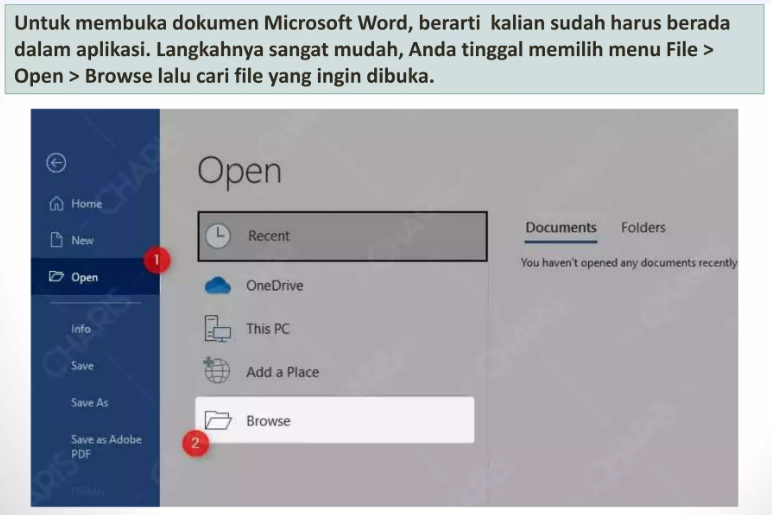 Untuk membuka dokumen Microsoft Word, berarti kalian sudah harus berada
dalam aplikasi. Langkahnya sangat mudah, Anda tinggal memilih menu File >
Open > Browse lalu cari file yang ingin dibuka.
Open
Home
New
1
Open
Info
Save
Save As
Save as Adobe
PDF
Recent
OneDrive
This PC
Add a Place
Browse
2
Documents Folders
You haven't opened any documents recently
CHARIS